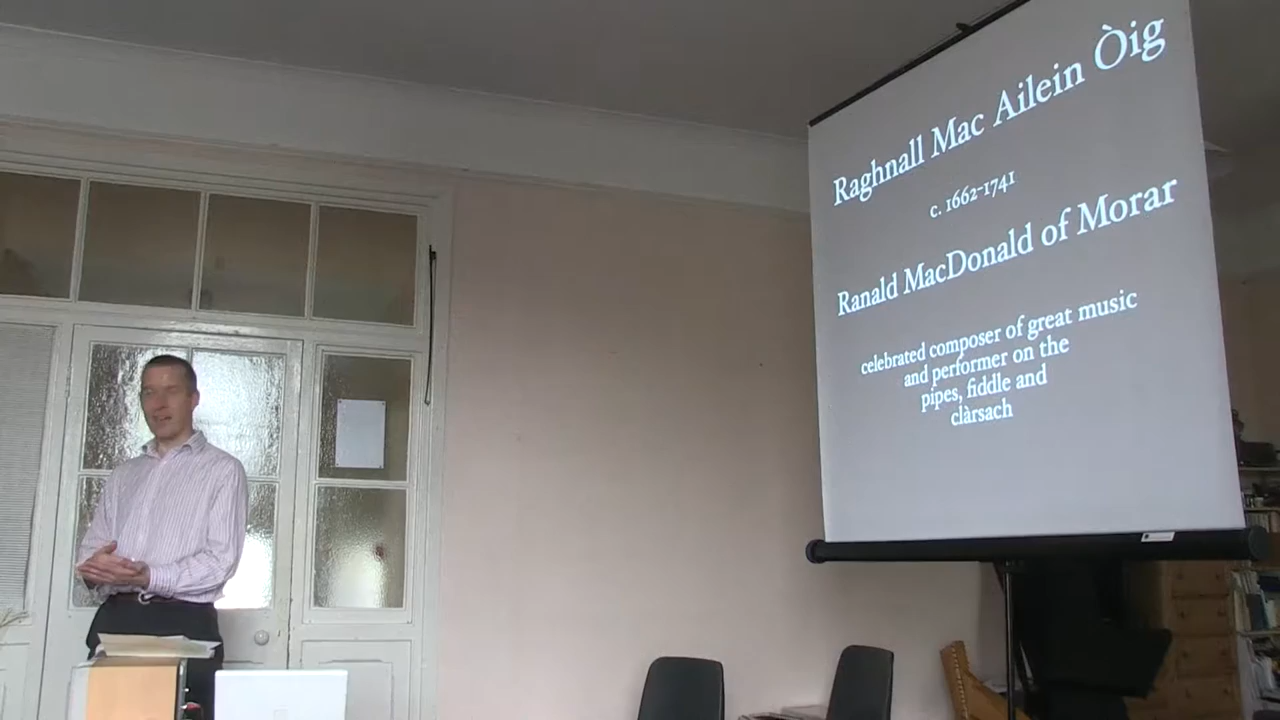 Raghnall Mac Ailein Òig
c. 1662-1741
Ranald MacDonald of Morar
celebrated composer of great music
and performer on the
pipes, fiddle and
clàrsach